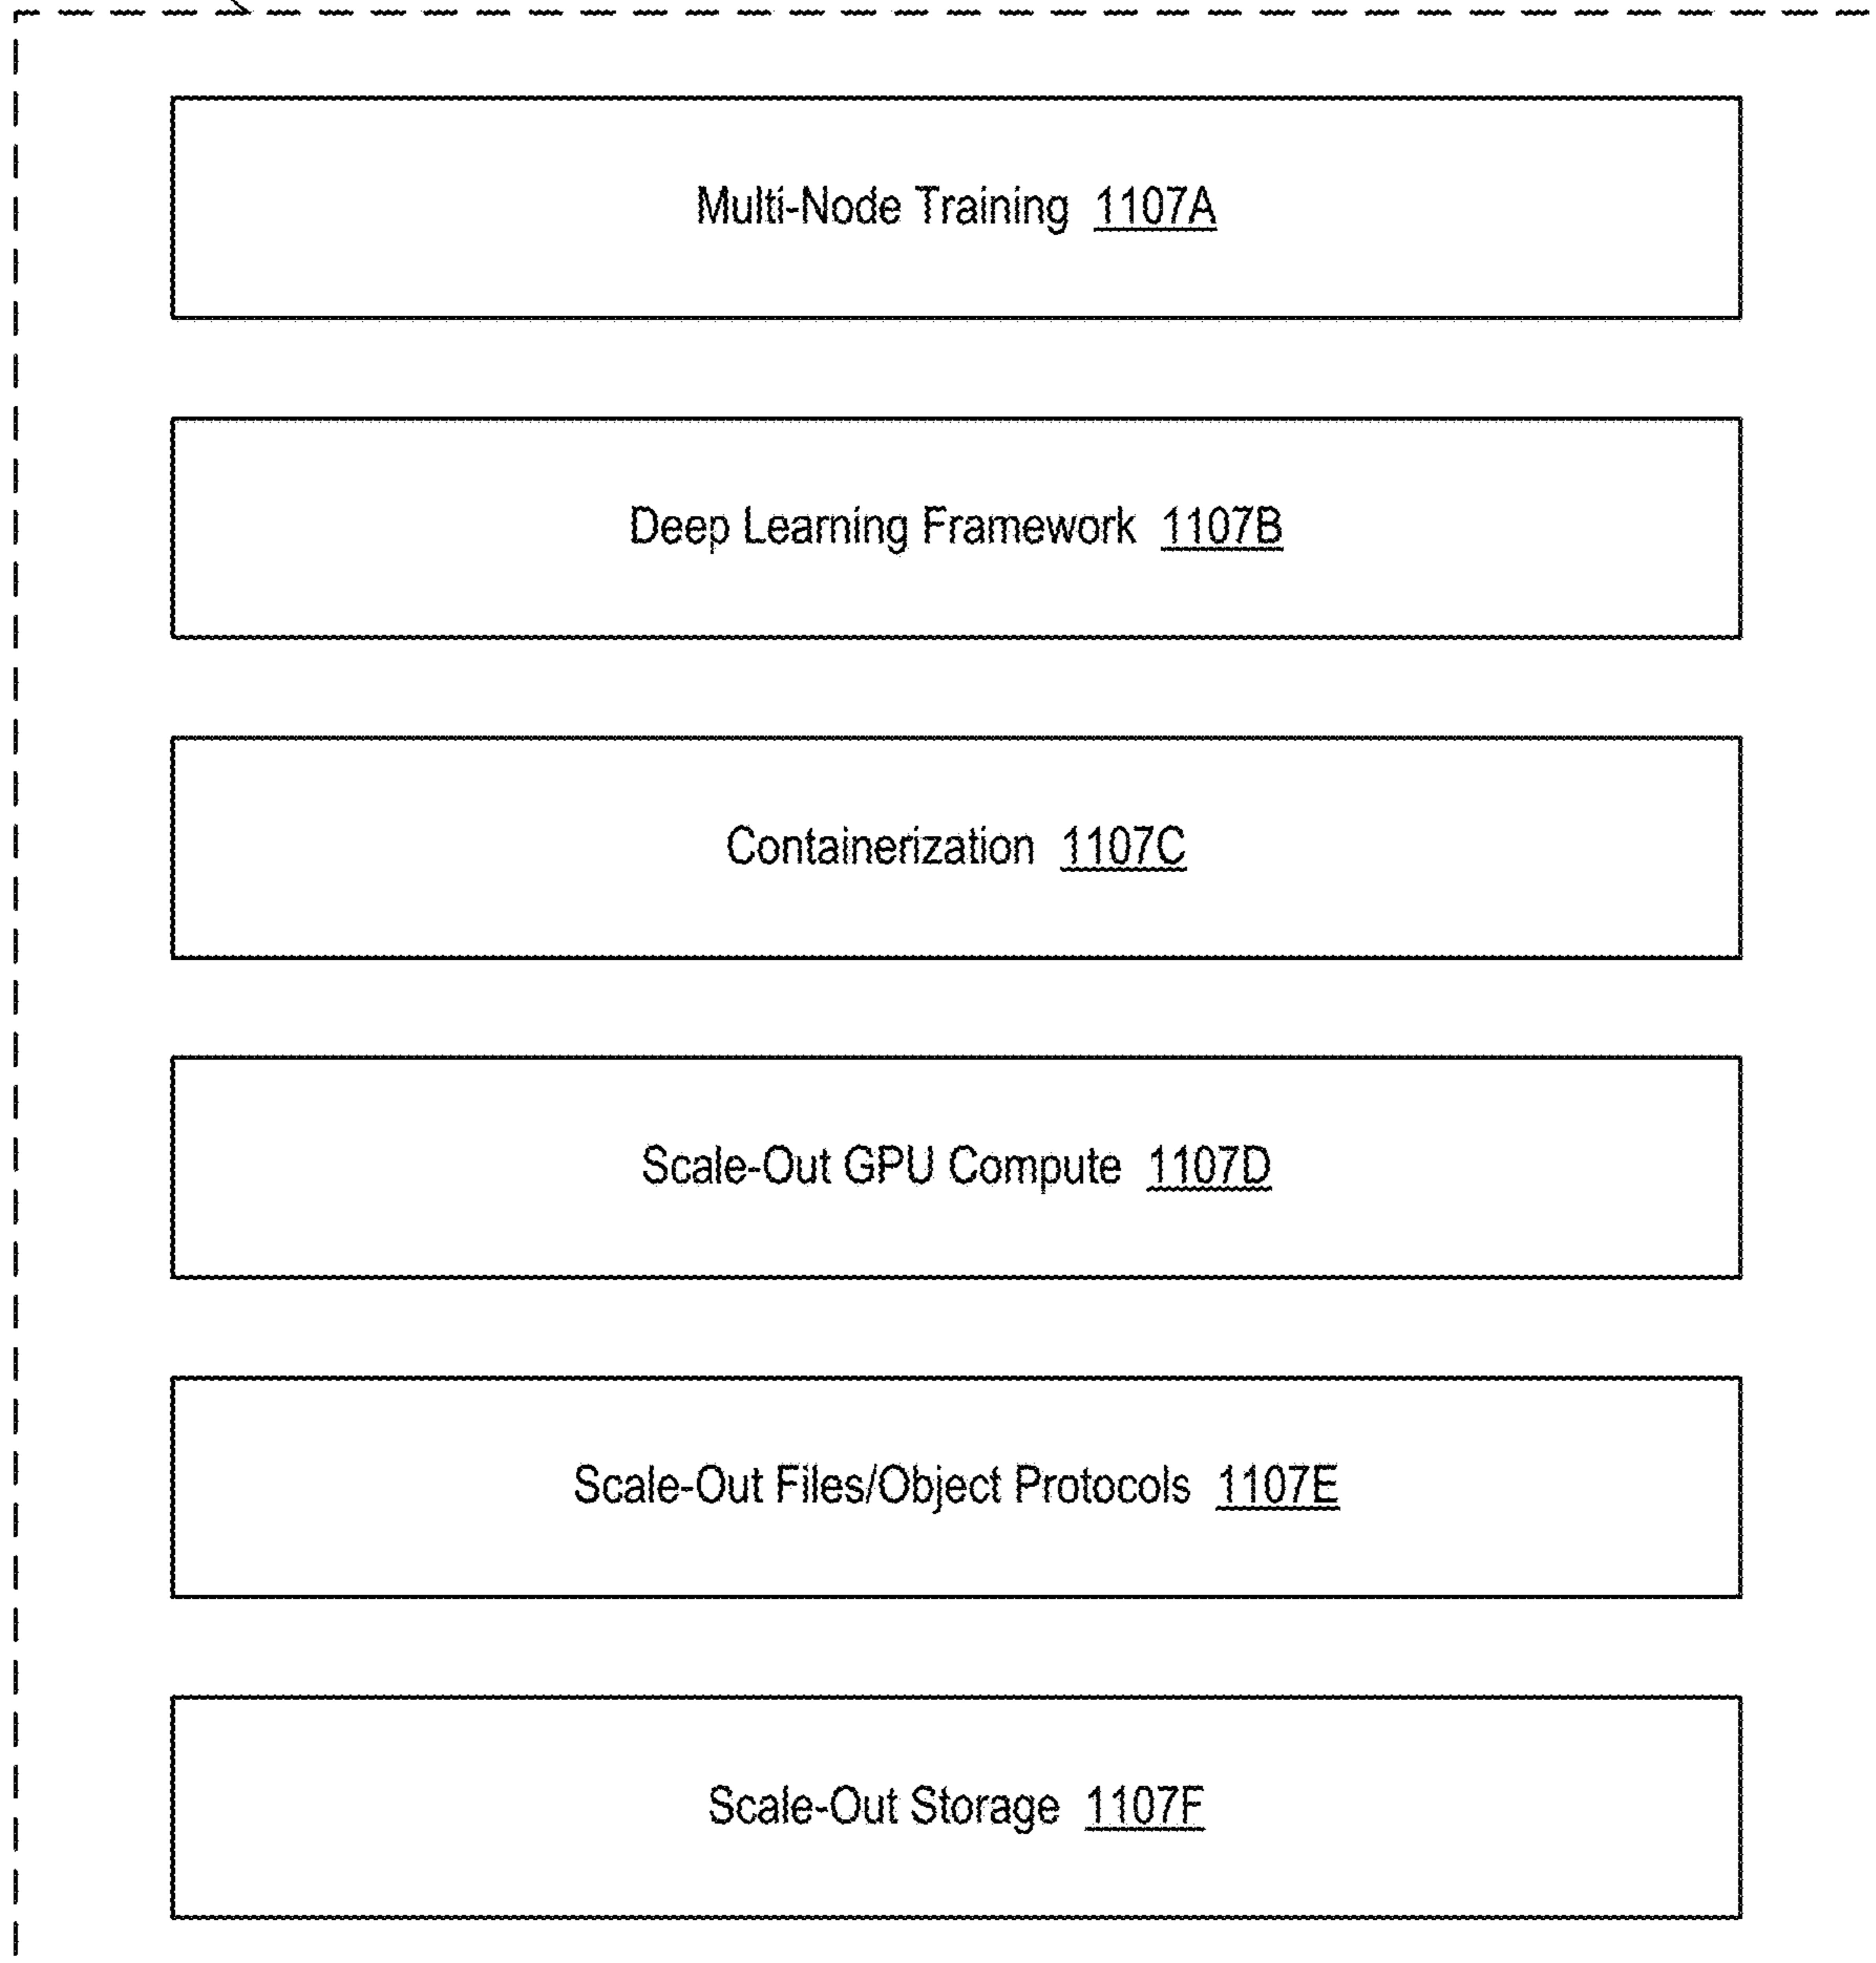 Multi-Node Training 1107A
Deep Learning Framework 1107B
Containerization 1107C
Scale-Out GPU Compute 1107D
Scale-Out Files/Object Protocols 1107E
Scale-Out Storage 1107F